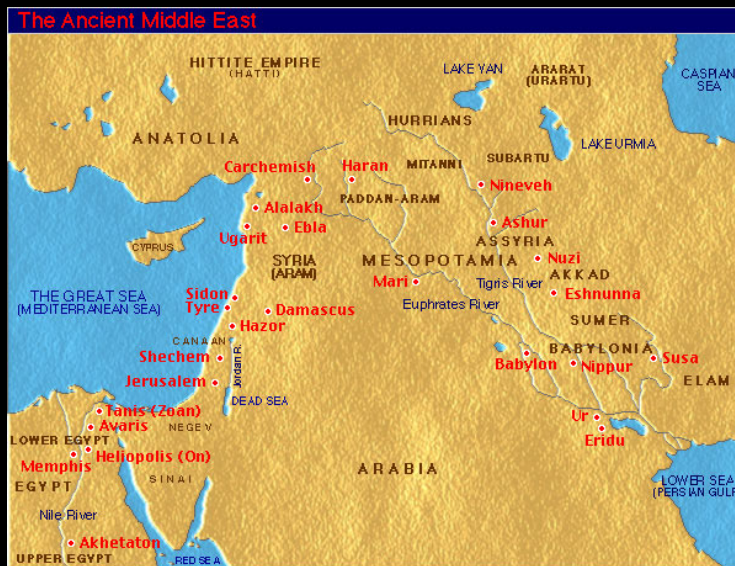 The Ancient Middle East
HITTITE EMPIRE
(HATTI)
LAKE VAN
ARARAT
(URARTU)
CASPIAN
SEA
HURRIANS
ANATOLIA
LAKE URMIA
Carchemish
Haran
MITANNI
SUBARTU
Nineveh
PADDAN-ARAM
Alalakh
Ashur
Ugarit
Ebla
CYPRUS
ASSYRIA
SYRIA
(ARAM)
MESOPOTAMIA
Nuzi
Mari
Tigris River
AKKAD
THE GREAT SEA
(MEDITERRANEAN SEA)
Sidon
Tyre
Damascus
Euphrates River
Eshnunna
Hazor
SUMER
CANAAN
Shechem
Jordan R.
BABYLONIA
Babylon
Nippur
Susa
Jerusalem
ELAM
DEAD SEA
Tanis (Zoan)
Avaris
NEGEV
Ur
Eridu
LOWER EGYPT
Heliopolis (On)
Memphis
ARABIA
SINAI
EGYPT
LOWER SEA
(PERSIAN GULF
Nile River
Akhetaton
UPPER EGYPT
RED SEA